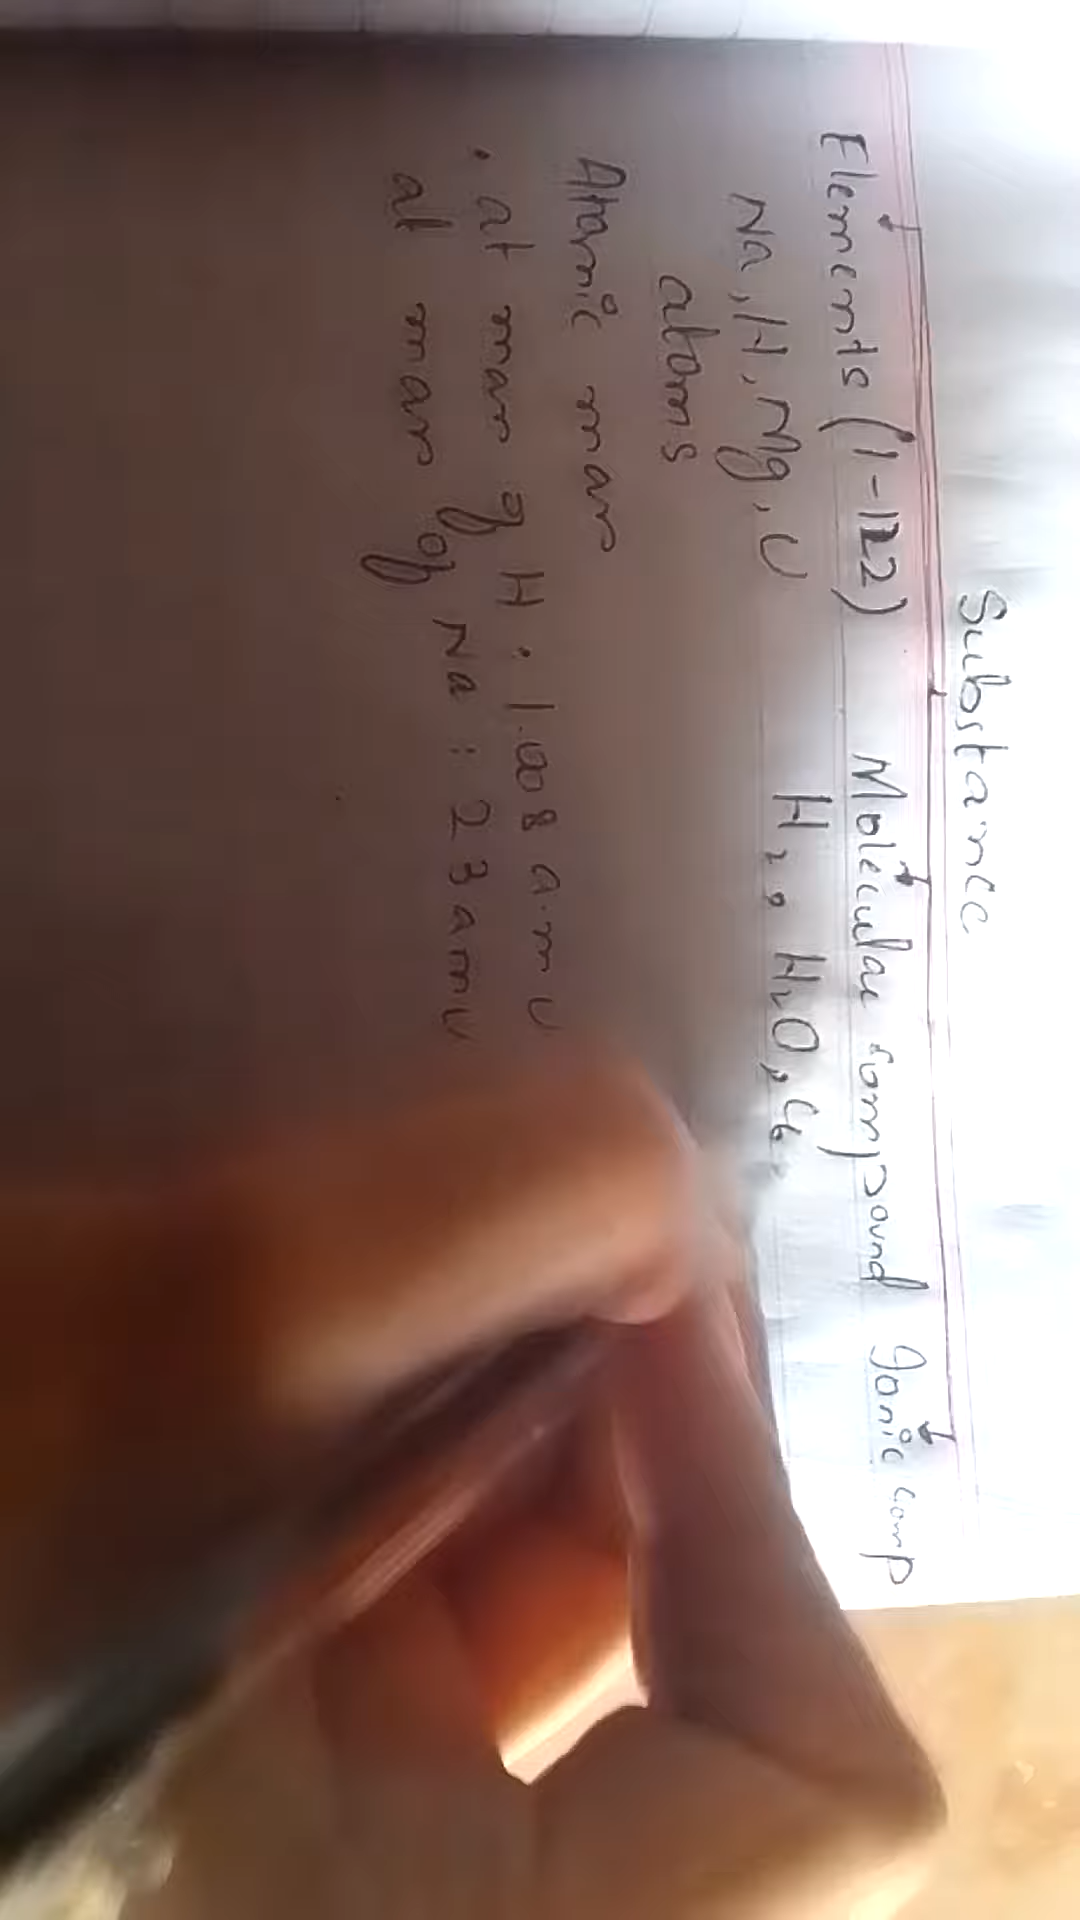 Substance
Elements (1-122) Molecular compound Ionic comp
Na, H, Mg, U H₂, H₂O, C₆
atoms
Atomic mass
. at mass of H : 1.008 a.m U
at mass of Na : 23 amu